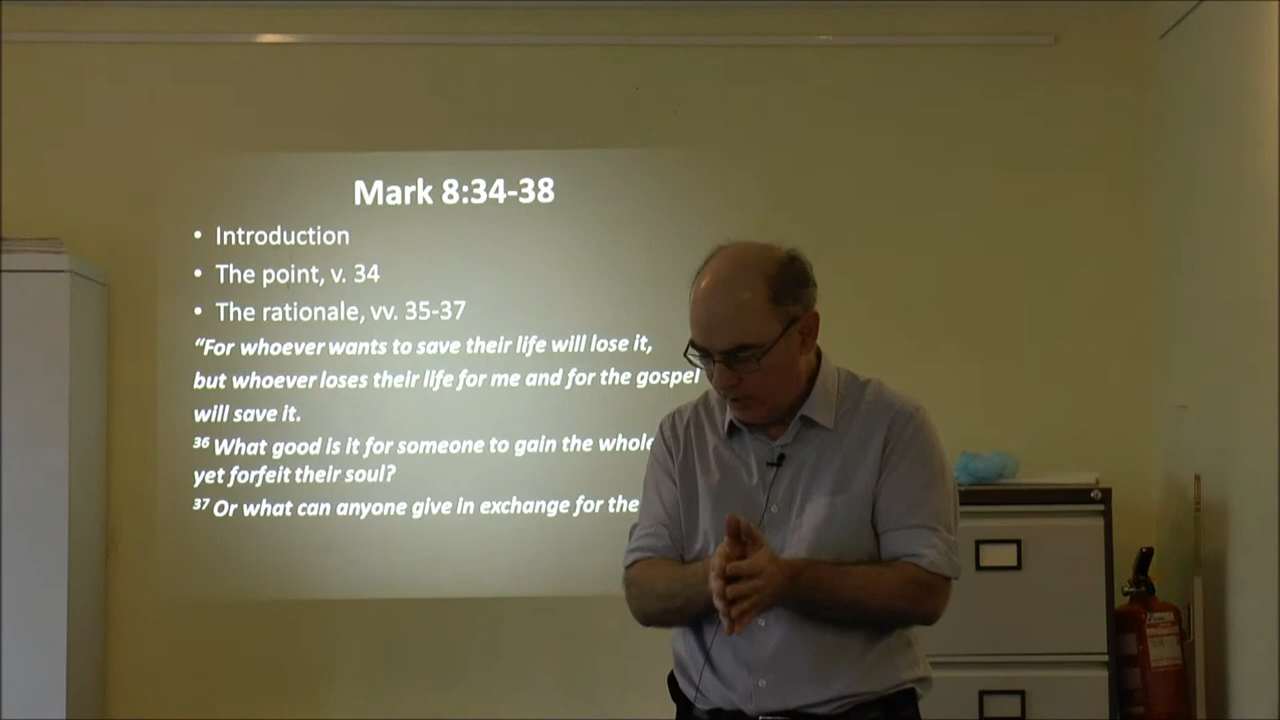 Mark 8:34-38
• Introduction
• The point, v. 34
• The rationale, vv. 35-37
“For whoever wants to save their life will lose it,
but whoever loses their life for me and for the gospel
will save it.
36 What good is it for someone to gain the whole
yet forfeit their soul?
37 Or what can anyone give in exchange for the